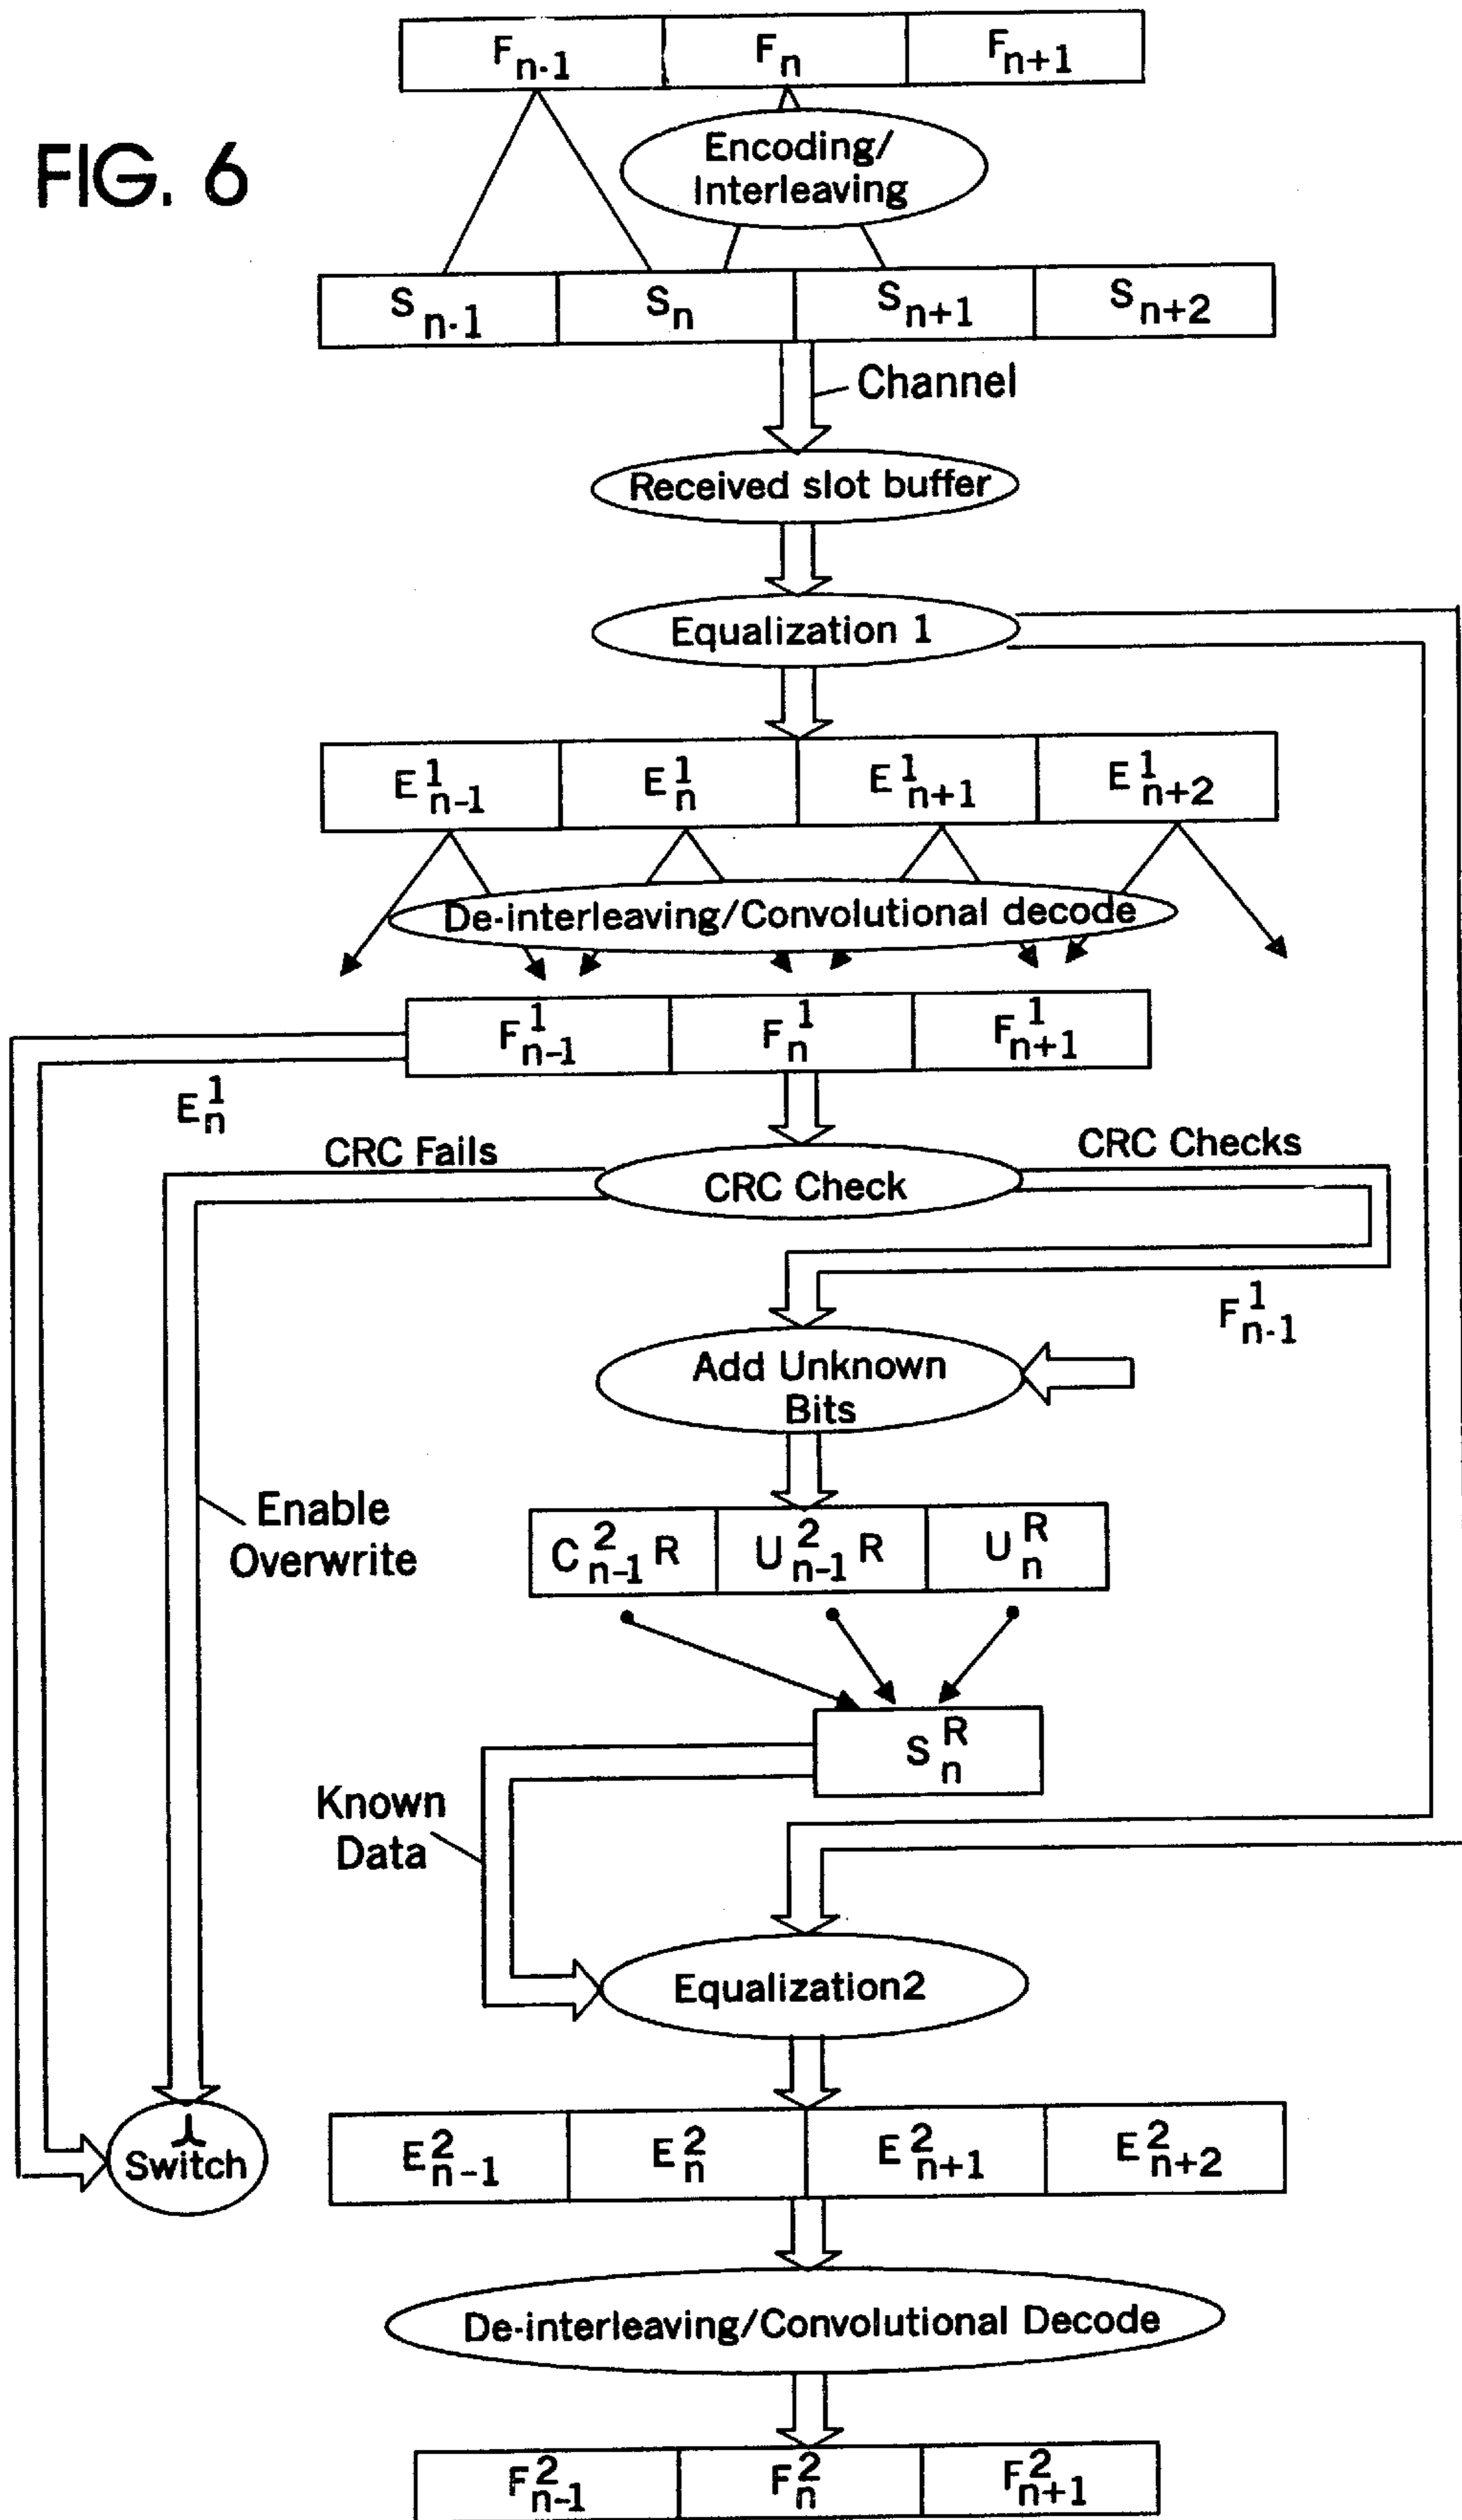 FIG. 6
F n-1 F n F n+1
Encoding/
Interleaving
S n-1 S n S n+1 S n+2
Channel
Received slot buffer
Equalization 1
E 1 n-1 E 1 n E 1 n+1 E 1 n+2
De-interleaving/Convolutional decode
F 1 n-1 F 1 n F 1 n+1
E 1 n
CRC Fails
CRC Checks
CRC Check
F 1 n-1
Add Unknown
Bits
Enable
Overwrite
C 2 n-1 R U 2 n-1 R U R n
S R n
Known
Data
Equalization2
Switch
E 2 n-1 E 2 n E 2 n+1 E 2 n+2
De-interleaving/Convolutional Decode
F 2 n-1 F 2 n F 2 n+1